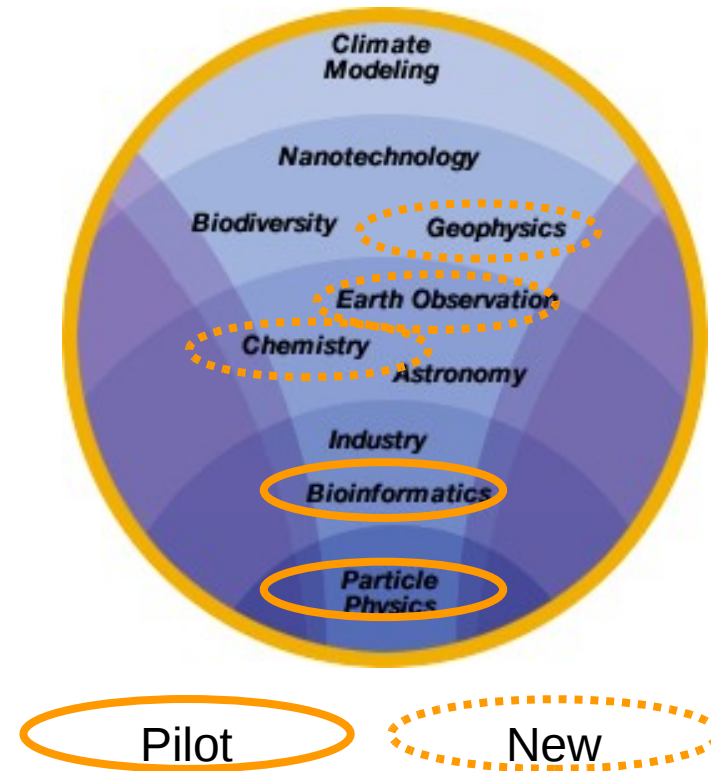 Climate
Modeling
Nanotechnology
Biodiversity
Geophysics
Earth Observation
Chemistry
Astronomy
Industry
Bioinformatics
Particle
Physics
Pilot
New